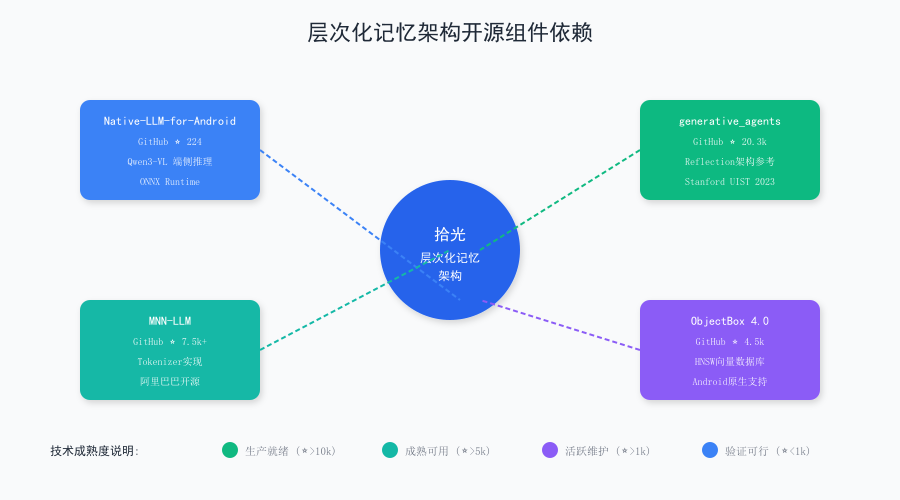 层次化记忆架构开源组件依赖
Native-LLM-for-Android
GitHub ★ 224
Qwen3-VL 端侧推理
ONNX Runtime
generative_agents
GitHub ★ 20.3k
Reflection架构参考
Stanford UIST 2023
拾光
层次化记忆
架构
MNN-LLM
GitHub ★ 7.5k+
Tokenizer实现
阿里巴巴开源
ObjectBox 4.0
GitHub ★ 4.5k
HNSW向量数据库
Android原生支持
技术成熟度说明:
生产就绪 (★>10k)
成熟可用 (★>5k)
活跃维护 (★>1k)
验证可行 (★<1k)